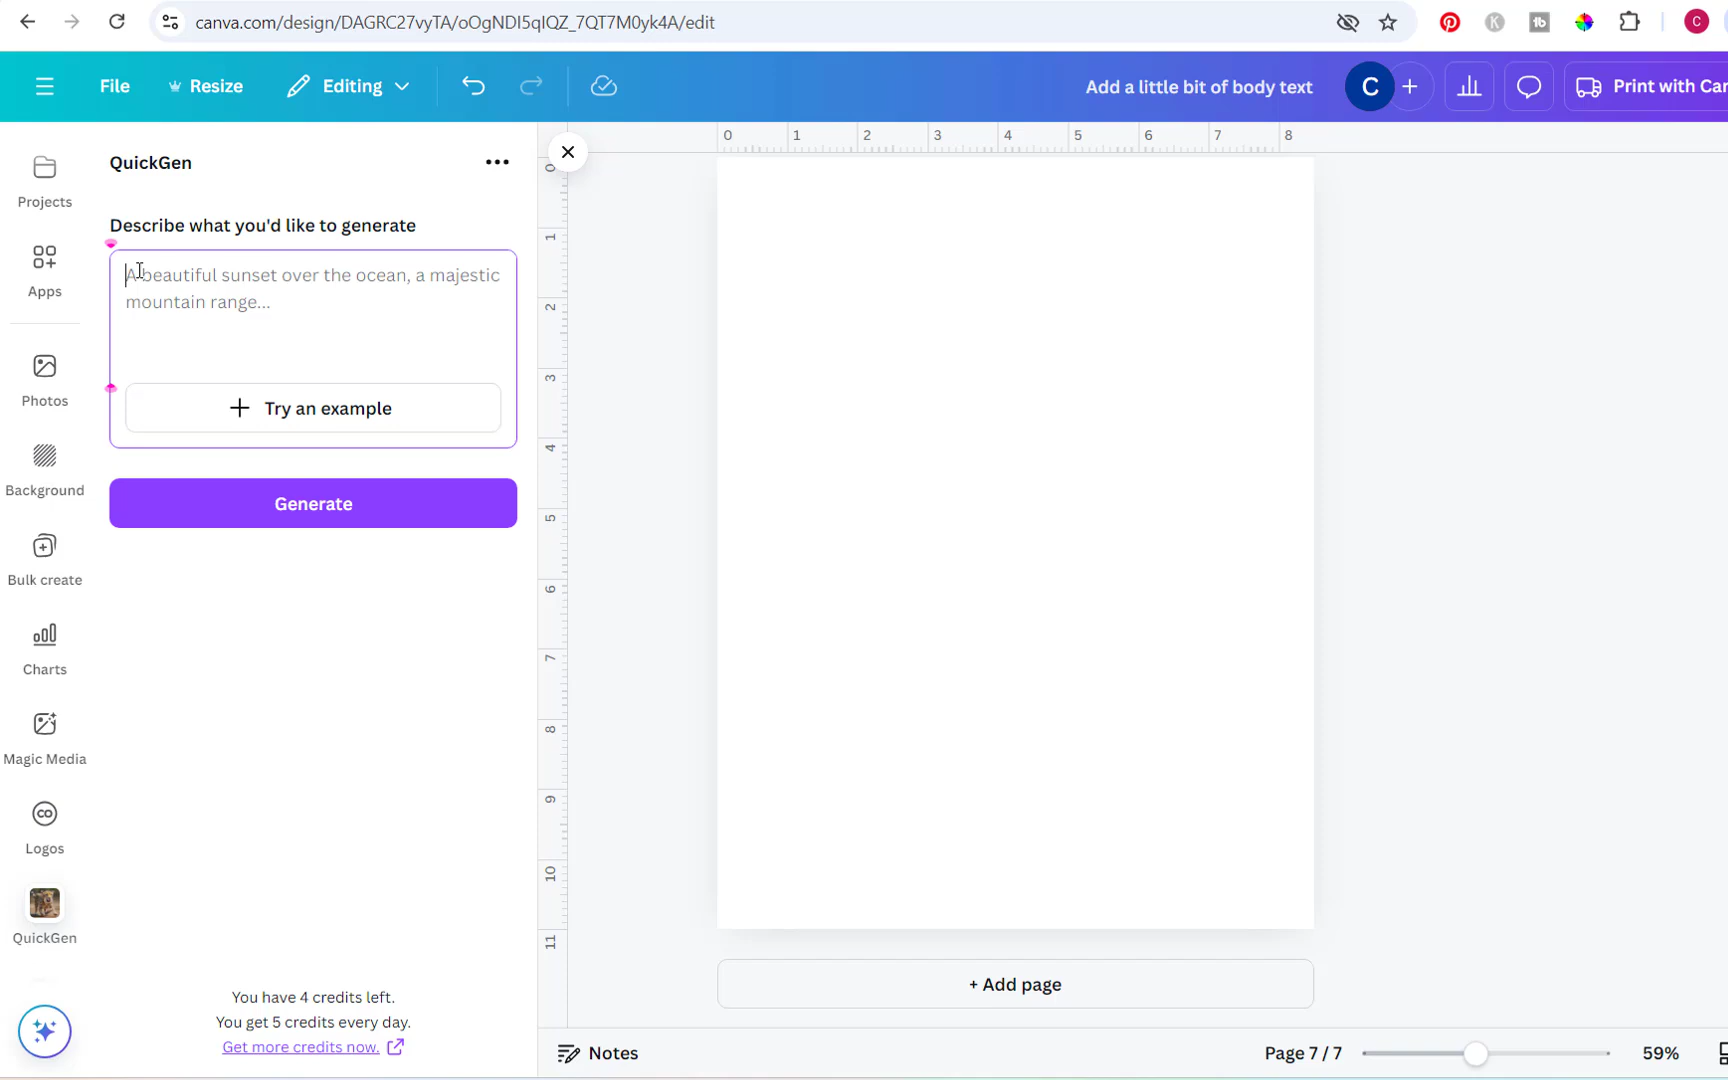 canva.com/design/DAGRC27vyTA/oOgNDI5qIQZ_7QT7M0yk4A/edit
File
Resize
Editing
Add a little bit of body text
C
Print with Can
Projects
Apps
Photos
Background
Bulk create
Charts
Magic Media
Logos
QuickGen
QuickGen
Describe what you'd like to generate
A beautiful sunset over the ocean, a majestic
mountain range...
Try an example
Generate
You have 4 credits left.
You get 5 credits every day.
Get more credits now.
0 1 2 3 4 5 6 7 8
0
1
2
3
4
5
6
7
8
9
10
11
+ Add page
Notes
Page 7 / 7
59%